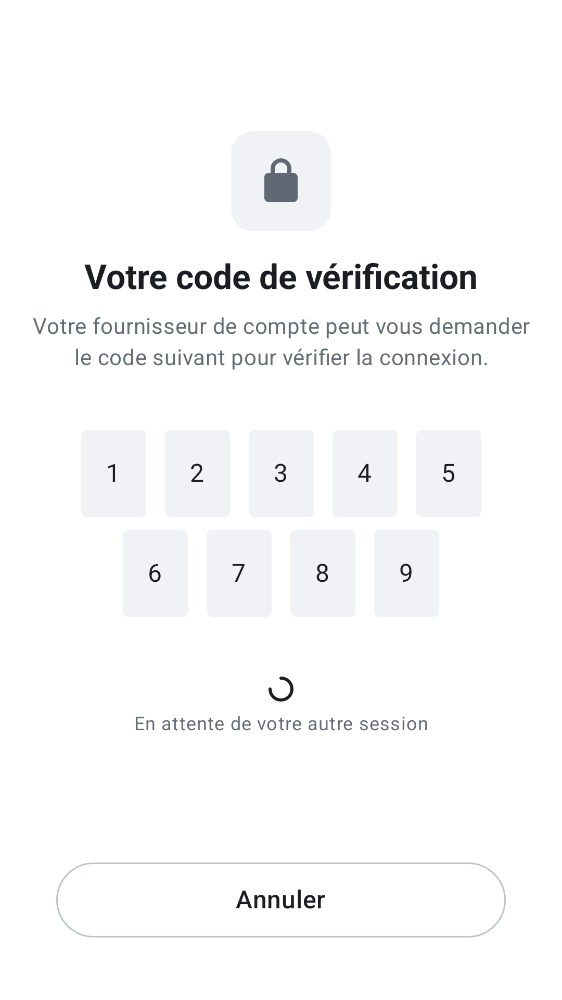 Votre code de vérification
Votre fournisseur de compte peut vous demander
le code suivant pour vérifier la connexion.
1 2 3 4 5
6 7 8 9
En attente de votre autre session
Annuler